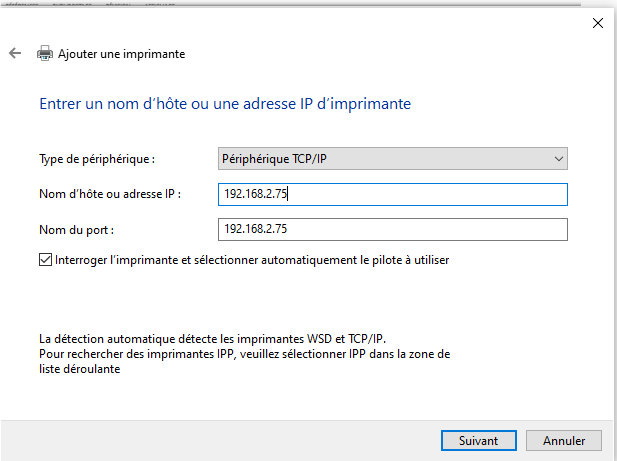 Ajouter une imprimante
Entrer un nom d'hôte ou une adresse IP d'imprimante
Type de périphérique :
Périphérique TCP/IP
Nom d'hôte ou adresse IP :
192.168.2.75
Nom du port :
192.168.2.75
Interroger l'imprimante et sélectionner automatiquement le pilote à utiliser
La détection automatique détecte les imprimantes WSD et TCP/IP.
Pour rechercher des imprimantes IPP, veuillez sélectionner IPP dans la zone de
liste déroulante
Suivant
Annuler